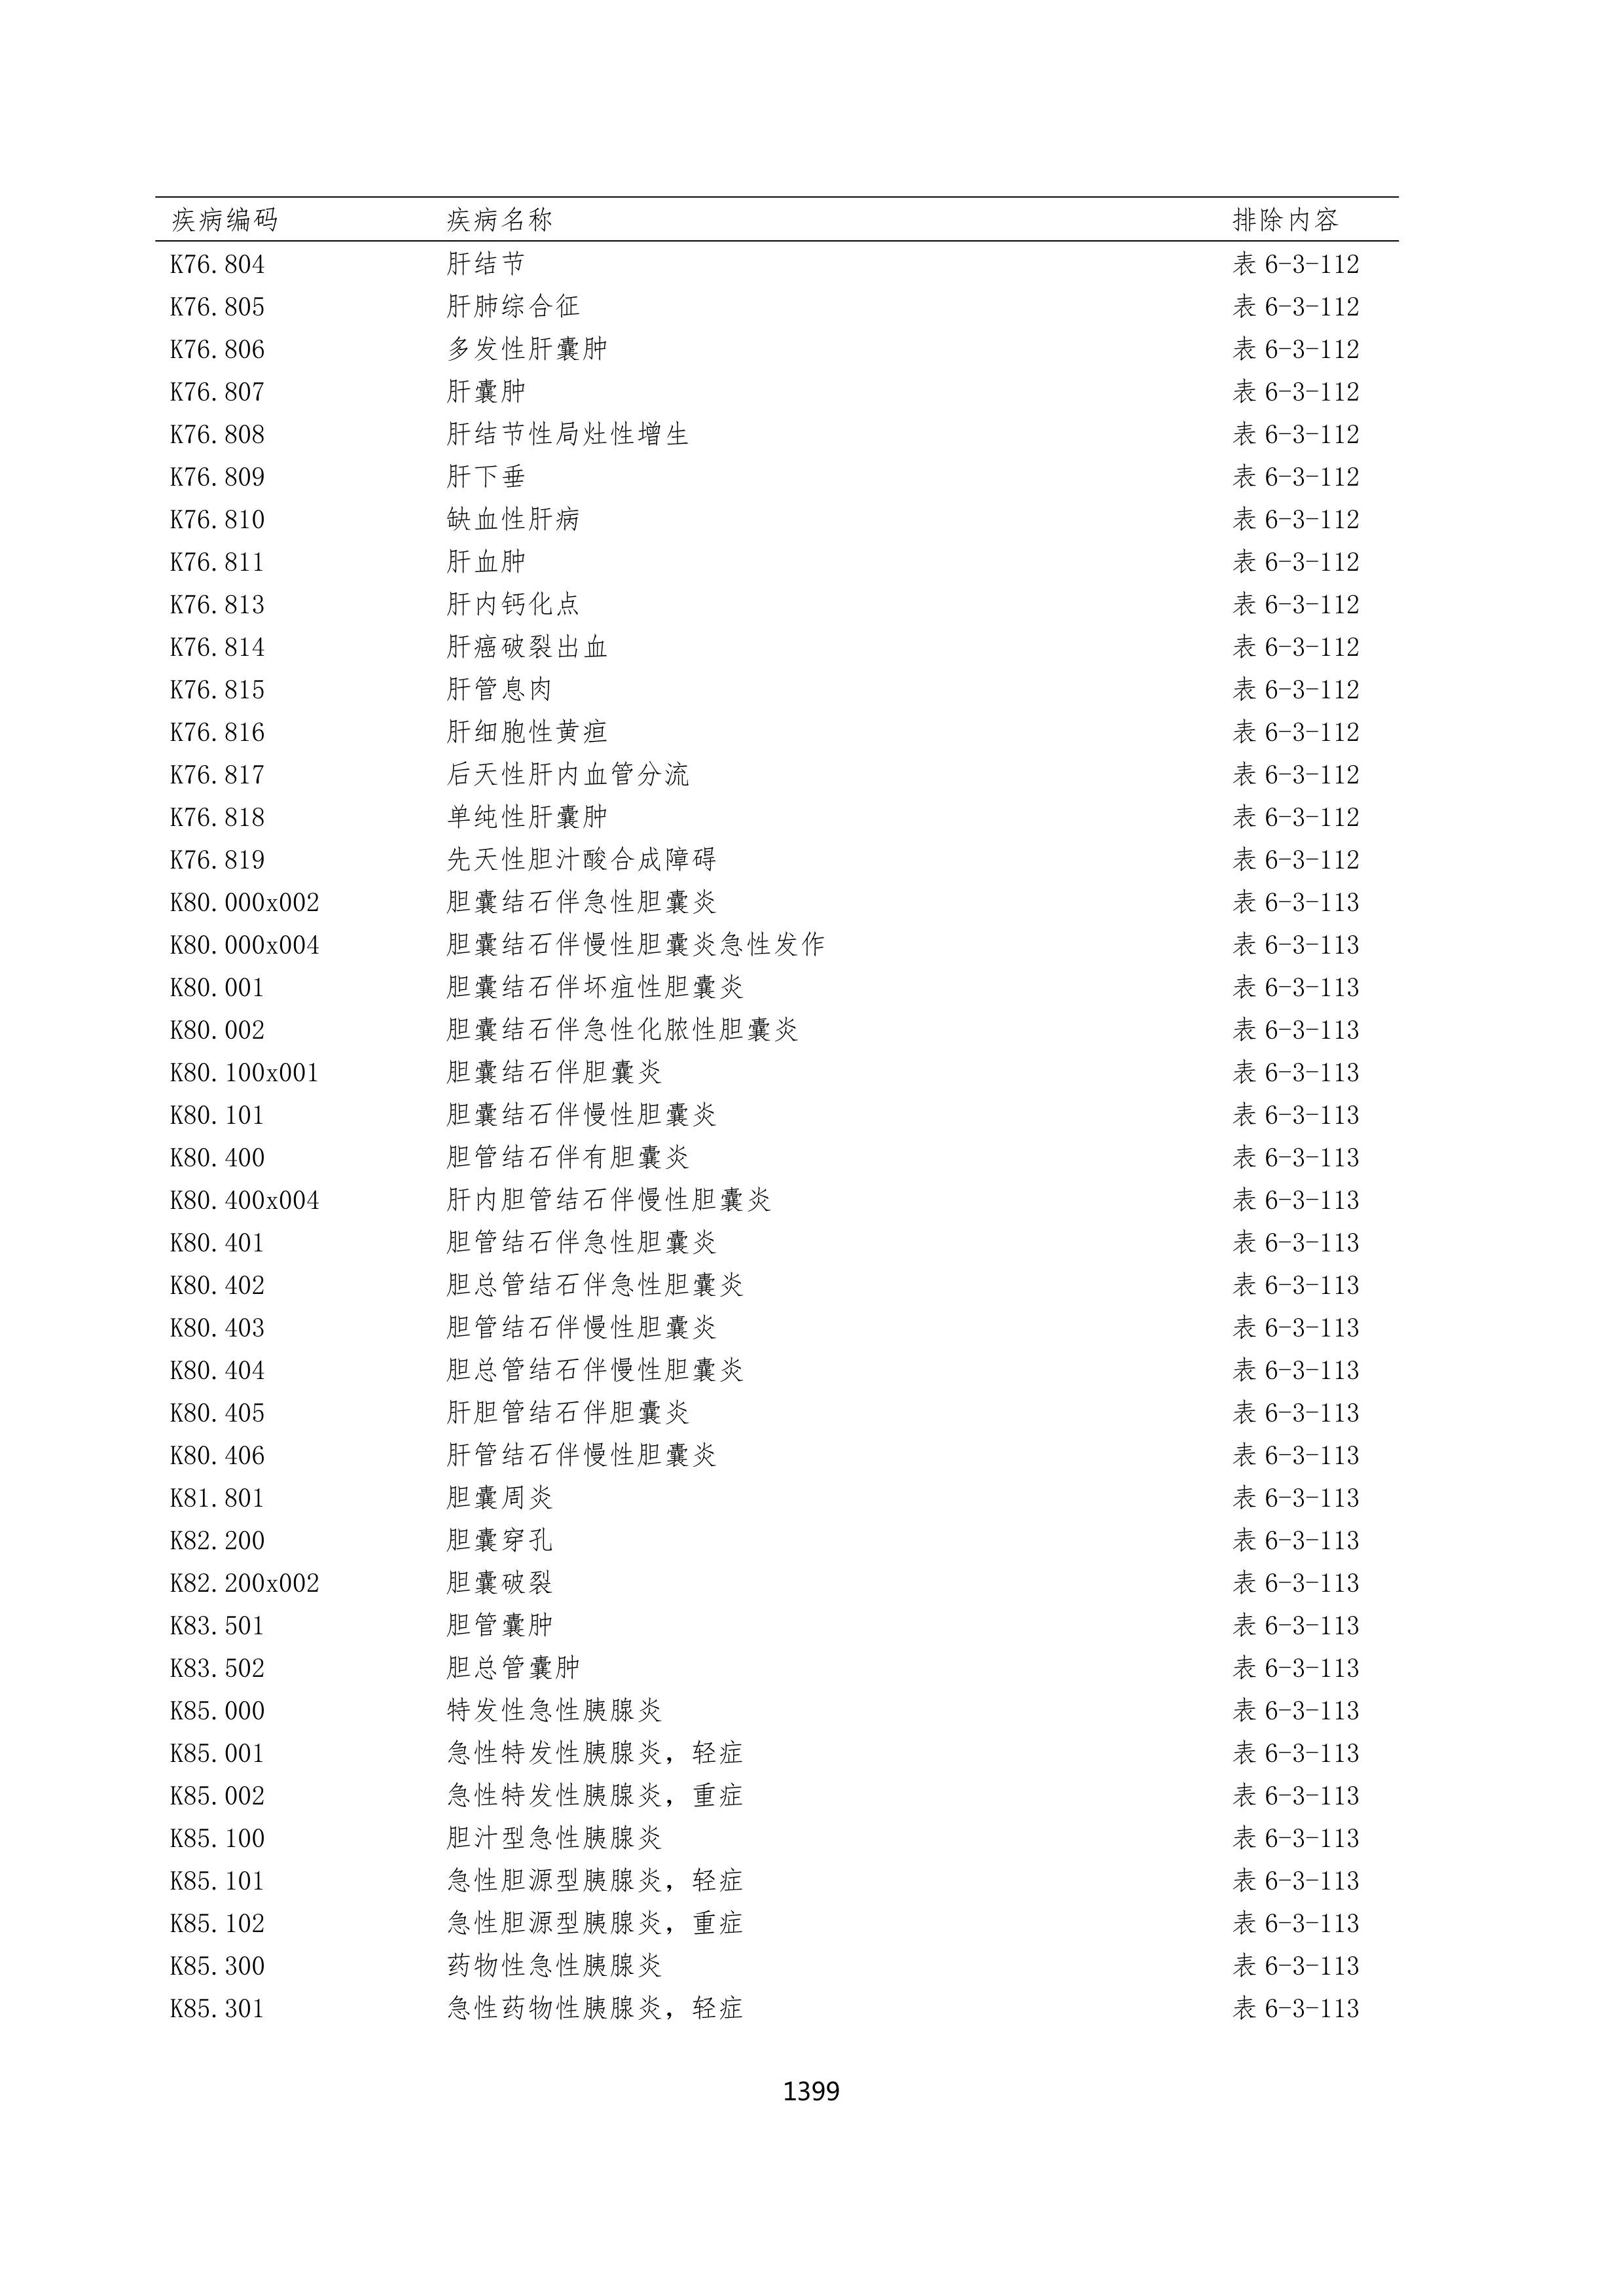 疾病编码 疾病名称 排除内容
K76.804 肝结节 表 6-3-112
K76.805 肝肺综合征 表 6-3-112
K76.806 多发性肝囊肿 表 6-3-112
K76.807 肝囊肿 表 6-3-112
K76.808 肝结节性局灶性增生 表 6-3-112
K76.809 肝下垂 表 6-3-112
K76.810 缺血性肝病 表 6-3-112
K76.811 肝血肿 表 6-3-112
K76.813 肝内钙化点 表 6-3-112
K76.814 肝癌破裂出血 表 6-3-112
K76.815 肝管息肉 表 6-3-112
K76.816 肝细胞性黄疸 表 6-3-112
K76.817 后天性肝内血管分流 表 6-3-112
K76.818 单纯性肝囊肿 表 6-3-112
K76.819 先天性胆汁酸合成障碍 表 6-3-112
K80.000x002 胆囊结石伴急性胆囊炎 表 6-3-113
K80.000x004 胆囊结石伴慢性胆囊炎急性发作 表 6-3-113
K80.001 胆囊结石伴坏疽性胆囊炎 表 6-3-113
K80.002 胆囊结石伴急性化脓性胆囊炎 表 6-3-113
K80.100x001 胆囊结石伴胆囊炎 表 6-3-113
K80.101 胆囊结石伴慢性胆囊炎 表 6-3-113
K80.400 胆管结石伴有胆囊炎 表 6-3-113
K80.400x004 肝内胆管结石伴慢性胆囊炎 表 6-3-113
K80.401 胆管结石伴急性胆囊炎 表 6-3-113
K80.402 胆总管结石伴急性胆囊炎 表 6-3-113
K80.403 胆管结石伴慢性胆囊炎 表 6-3-113
K80.404 胆总管结石伴慢性胆囊炎 表 6-3-113
K80.405 肝胆管结石伴胆囊炎 表 6-3-113
K80.406 肝管结石伴慢性胆囊炎 表 6-3-113
K81.801 胆囊周炎 表 6-3-113
K82.200 胆囊穿孔 表 6-3-113
K82.200x002 胆囊破裂 表 6-3-113
K83.501 胆管囊肿 表 6-3-113
K83.502 胆总管囊肿 表 6-3-113
K85.000 特发性急性胰腺炎 表 6-3-113
K85.001 急性特发性胰腺炎，轻症 表 6-3-113
K85.002 急性特发性胰腺炎，重症 表 6-3-113
K85.100 胆汁型急性胰腺炎 表 6-3-113
K85.101 急性胆源型胰腺炎，轻症 表 6-3-113
K85.102 急性胆源型胰腺炎，重症 表 6-3-113
K85.300 药物性急性胰腺炎 表 6-3-113
K85.301 急性药物性胰腺炎，轻症 表 6-3-113
1399